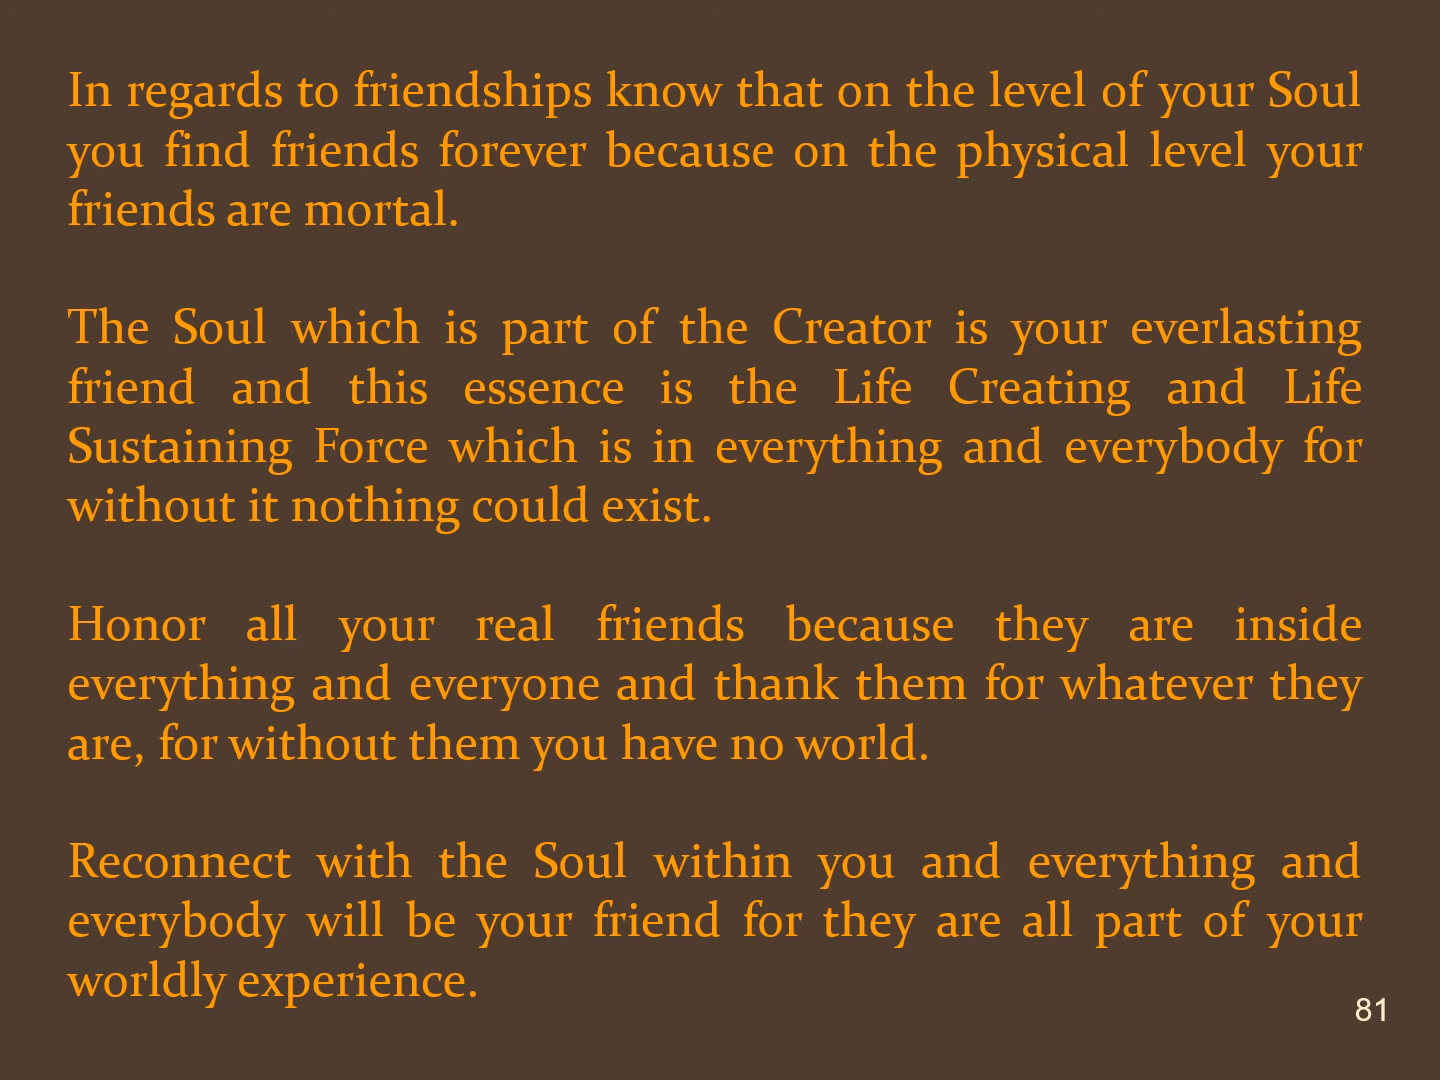 In regards to friendships know that on the level of your Soul
you find friends forever because on the physical level your
friends are mortal.
The Soul which is part of the Creator is your everlasting
friend and this essence is the Life Creating and Life
Sustaining Force which is in everything and everybody for
without it nothing could exist.
Honor all your real friends because they are inside
everything and everyone and thank them for whatever they
are, for without them you have no world.
Reconnect with the Soul within you and everything and
everybody will be your friend for they are all part of your
worldly experience.
81